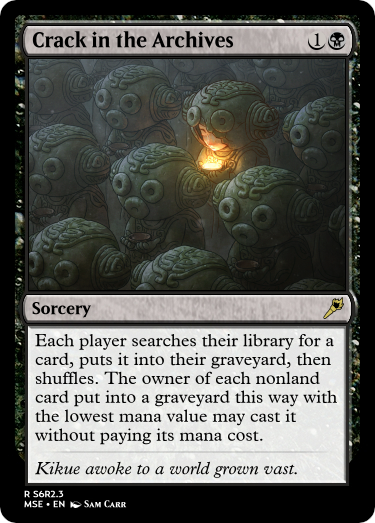 Crack in the Archives 1
Sorcery
Each player searches their library for a
card, puts it into their graveyard, then
shuffles. The owner of each nonland
card put into a graveyard this way with
the lowest mana value may cast it
without paying its mana cost.
Kikue awoke to a world grown vast.
R S6R2.3
MSE • EN Sam Carr